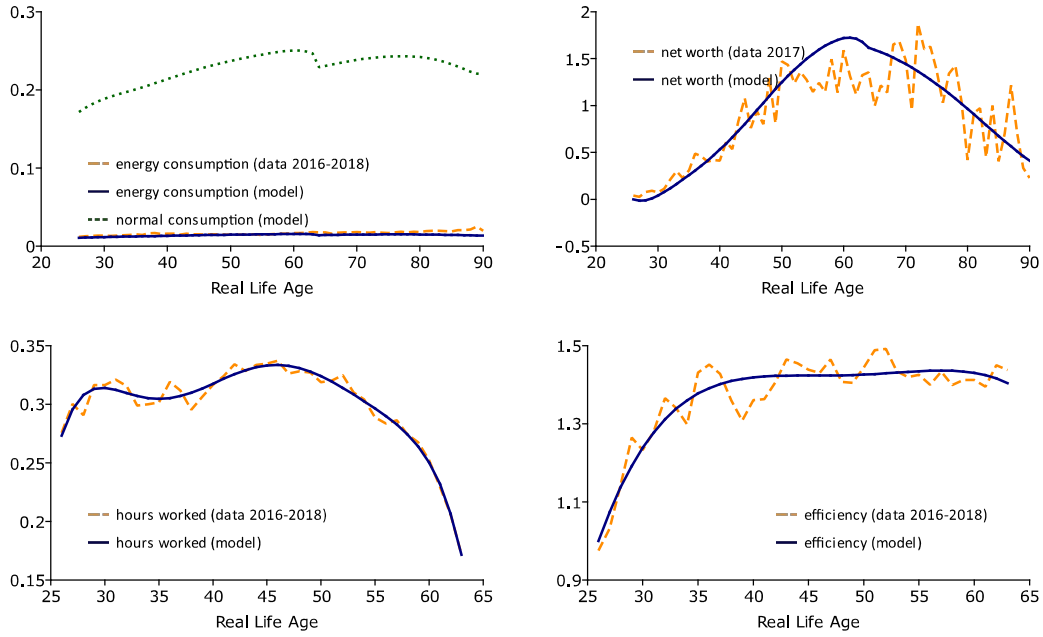 0.3
0.2
0.1
0
energy consumption (data 2016-2018)
energy consumption (model)
normal consumption (model)
20 30 40 50 60 70 80 90
Real Life Age
2
1.5
1
0.5
0
−0.5
net worth (data 2017)
net worth (model)
20 30 40 50 60 70 80 90
Real Life Age
0.35
0.3
0.25
0.2
0.15
hours worked (data 2016-2018)
hours worked (model)
25 30 35 40 45 50 55 60 65
Real Life Age
1.5
1.3
1.1
0.9
efficiency (data 2016-2018)
efficiency (model)
25 30 35 40 45 50 55 60 65
Real Life Age